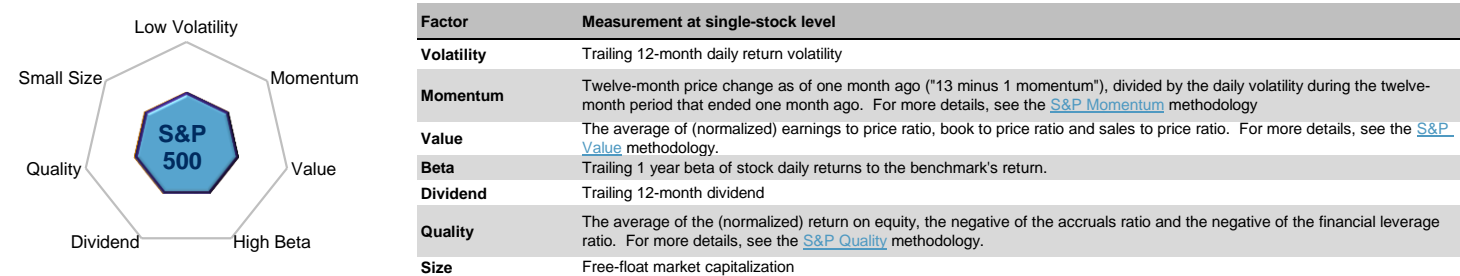 Low Volatility
Small Size
Momentum
S&P
500
Quality
Value
Dividend
High Beta
Factor Measurement at single-stock level
Volatility Trailing 12-month daily return volatility
Momentum Twelve-month price change as of one month ago ("13 minus 1 momentum"), divided by the daily volatility during the twelve-
month period that ended one month ago. For more details, see the S&P Momentum methodology
Value The average of (normalized) earnings to price ratio, book to price ratio and sales to price ratio. For more details, see the S&P
Value methodology.
Beta Trailing 1 year beta of stock daily returns to the benchmark's return.
Dividend Trailing 12-month dividend
Quality The average of the (normalized) return on equity, the negative of the accruals ratio and the negative of the financial leverage
ratio. For more details, see the S&P Quality methodology.
Size Free-float market capitalization